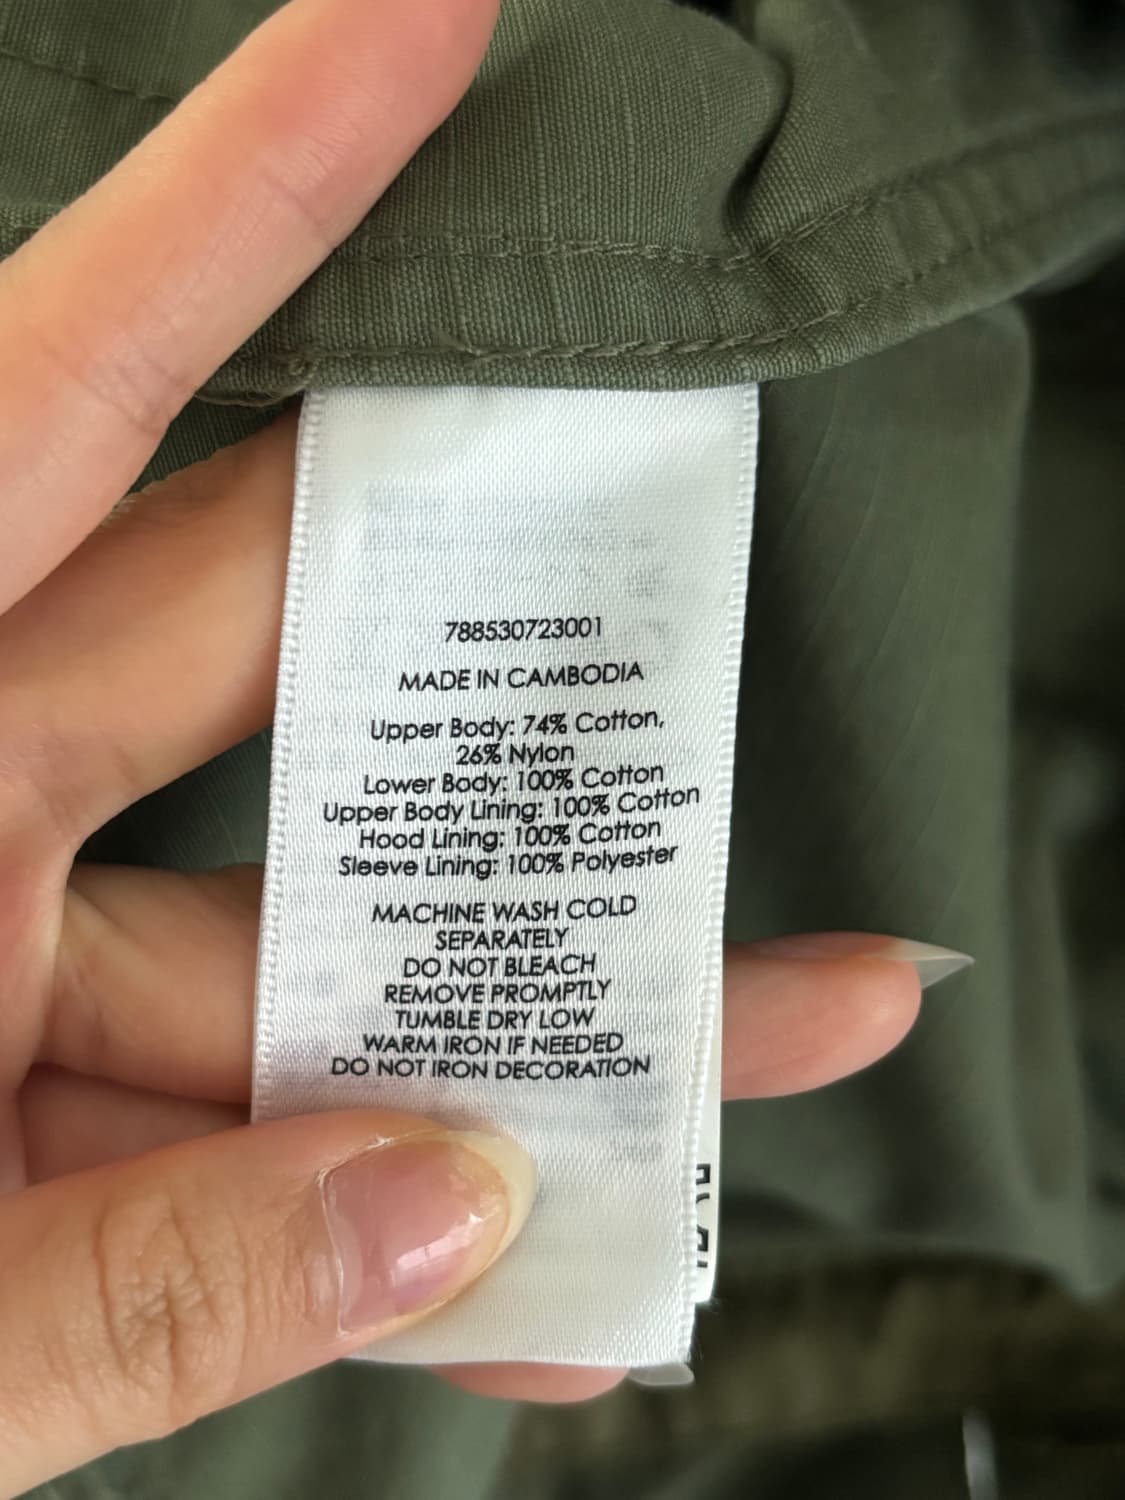 788530723001
MADE IN CAMBODIA
Upper Body: 74% Cotton,
26% Nylon
Lower Body: 100% Cotton
Upper Body Lining: 100% Cotton
Hood Lining: 100% Cotton
Sleeve Lining: 100% Polyester
MACHINE WASH COLD
SEPARATELY
DO NOT BLEACH
REMOVE PROMPTLY
TUMBLE DRY LOW
WARM IRON IF NEEDED
DO NOT IRON DECORATION